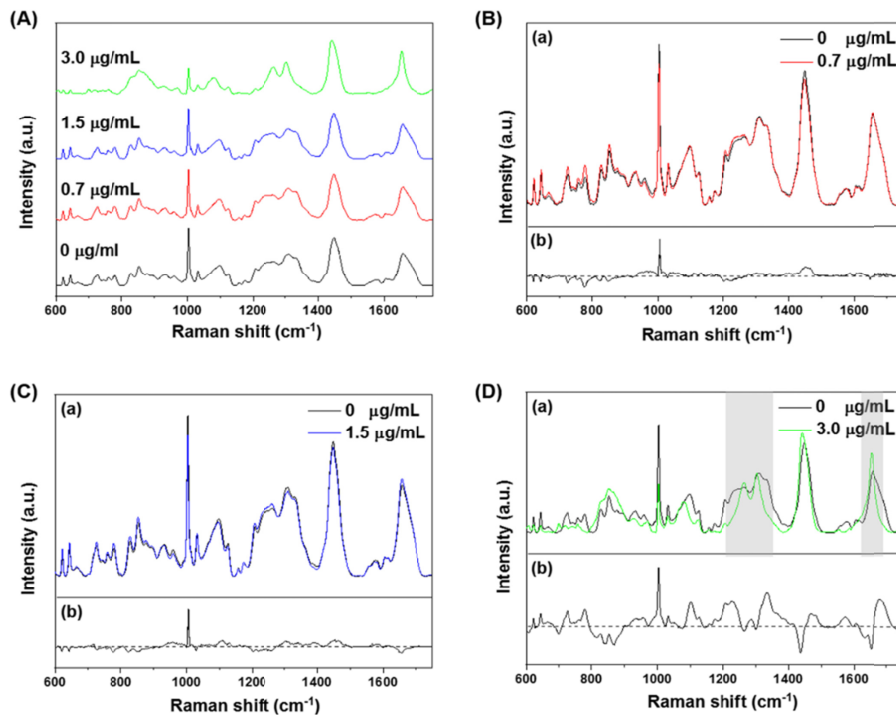 (A)
3.0 μg/mL
1.5 μg/mL
0.7 μg/mL
0 μg/ml
Intensity (a.u.)
600 800 1000 1200 1400 1600
Raman shift (cm⁻¹)
(B)
(a)
0 μg/mL
0.7 μg/mL
Intensity (a.u.)
(b)
600 800 1000 1200 1400 1600
Raman shift (cm⁻¹)
(C)
(a)
0 μg/mL
1.5 μg/mL
Intensity (a.u.)
(b)
600 800 1000 1200 1400 1600
Raman shift (cm⁻¹)
(D)
(a)
0 μg/mL
3.0 μg/mL
Intensity (a.u.)
(b)
600 800 1000 1200 1400 1600
Raman shift (cm⁻¹)